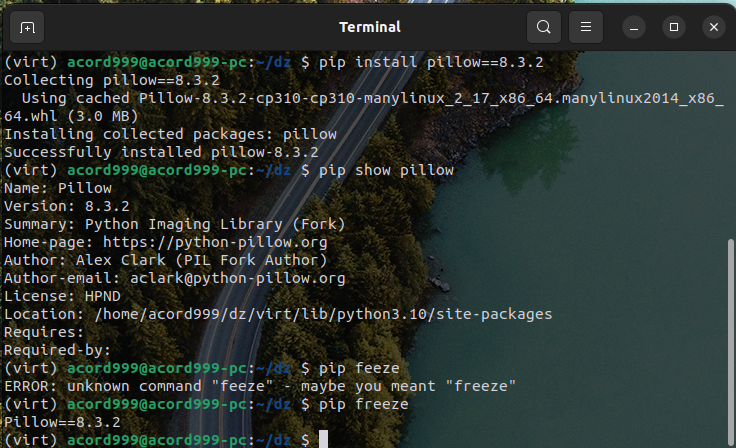 Terminal
(virt) acord999@acord999-pc:~/dz $ pip install pillow==8.3.2
Collecting pillow==8.3.2
  Using cached Pillow-8.3.2-cp310-cp310-manylinux_2_17_x86_64.manylinux2014_x86_
64.whl (3.0 MB)
Installing collected packages: pillow
Successfully installed pillow-8.3.2
(virt) acord999@acord999-pc:~/dz $ pip show pillow
Name: Pillow
Version: 8.3.2
Summary: Python Imaging Library (Fork)
Home-page: https://python-pillow.org
Author: Alex Clark (PIL Fork Author)
Author-email: aclark@python-pillow.org
License: HPND
Location: /home/acord999/dz/virt/lib/python3.10/site-packages
Requires:
Required-by:
(virt) acord999@acord999-pc:~/dz $ pip feeze
ERROR: unknown command "feeze" - maybe you meant "freeze"
(virt) acord999@acord999-pc:~/dz $ pip freeze
Pillow==8.3.2
(virt) acord999@acord999-pc:~/dz $